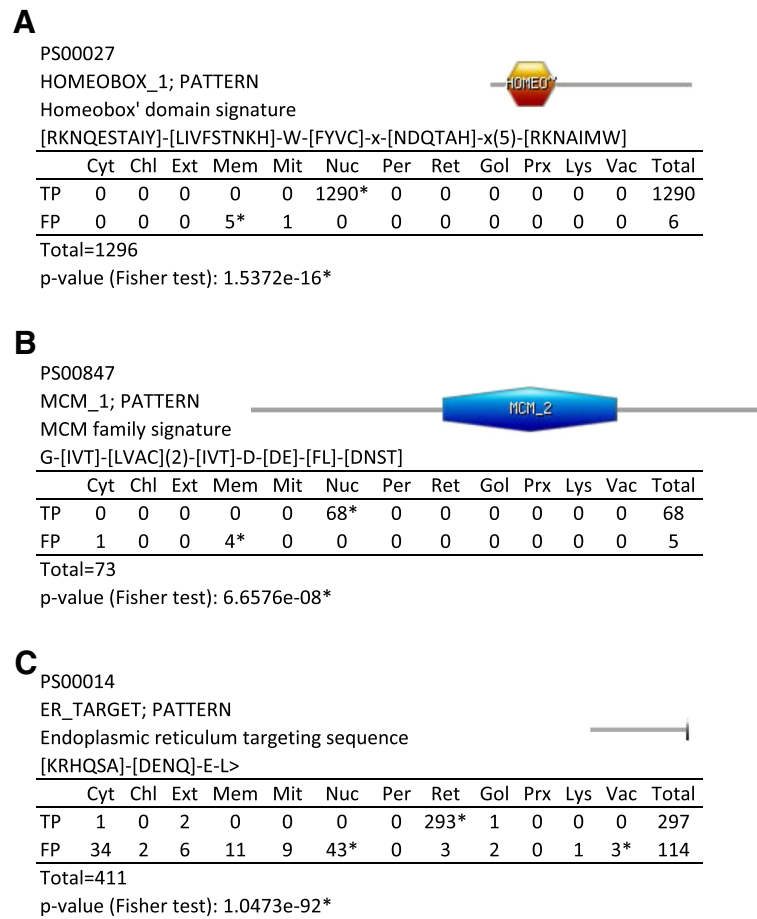 A
PS00027
HOMEOBOX_1; PATTERN
HOMEO
Homeobox' domain signature
[RKNQESTAIY]-[LIVFSTNKH]-W-[FYVC]-x-[NDQTAH]-x(5)-[RKNAIMW]
Cyt Chl Ext Mem Mit Nuc Per Ret Gol Prx Lys Vac Total
TP 0 0 0 0 0 1290* 0 0 0 0 0 0 1290
FP 0 0 0 5* 1 0 0 0 0 0 0 0 6
Total=1296
p-value (Fisher test): 1.5372e-16*
B
PS00847
MCM_1; PATTERN
MCM_2
MCM family signature
G-[IVT]-[LVAC](2)-[IVT]-D-[DE]-[FL]-[DNST]
Cyt Chl Ext Mem Mit Nuc Per Ret Gol Prx Lys Vac Total
TP 0 0 0 0 0 68* 0 0 0 0 0 0 68
FP 1 0 0 4* 0 0 0 0 0 0 0 0 5
Total=73
p-value (Fisher test): 6.6576e-08*
C
PS00014
ER_TARGET; PATTERN
Endoplasmic reticulum targeting sequence
[KRHQSA]-[DENQ]-E-L>
Cyt Chl Ext Mem Mit Nuc Per Ret Gol Prx Lys Vac Total
TP 1 0 2 0 0 0 0 293* 1 0 0 0 297
FP 34 2 6 11 9 43* 0 3 2 0 1 3* 114
Total=411
p-value (Fisher test): 1.0473e-92*